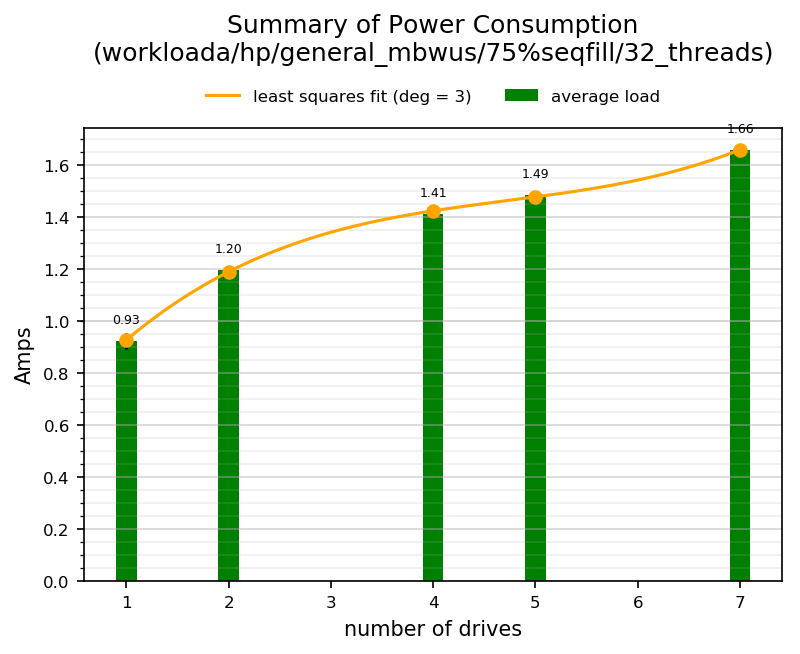 Summary of Power Consumption
(workloada/hp/general_mbwus/75%seqfill/32_threads)
least squares fit (deg = 3)
average load
1.66
1.49
1.41
1.20
0.93
1.6
1.4
1.2
1.0
0.8
0.6
0.4
0.2
0.0
Amps
1 2 3 4 5 6 7
number of drives